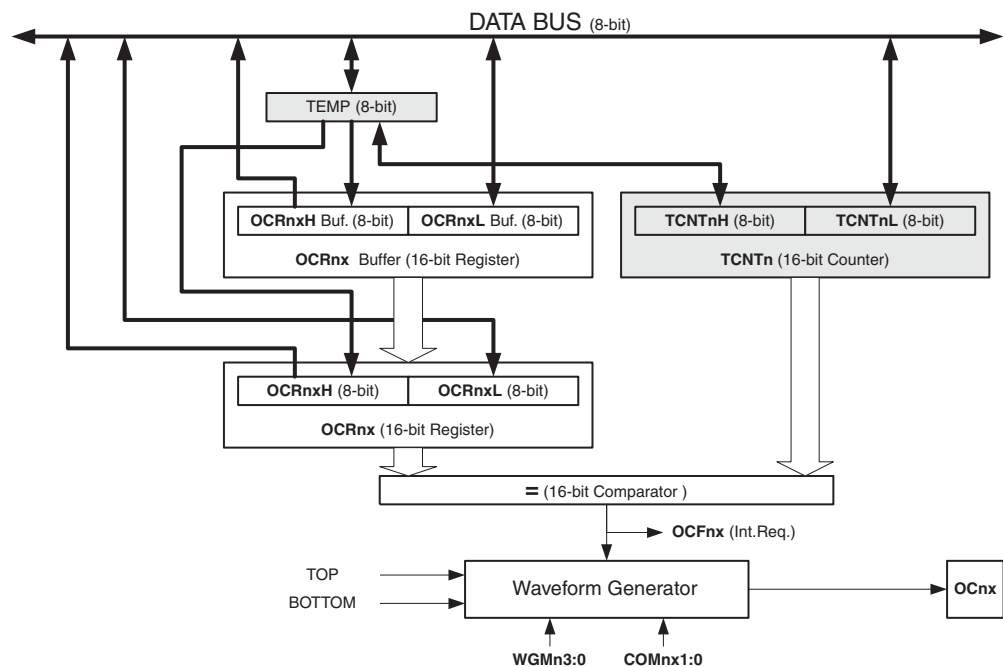 DATA BUS (8-bit)
TEMP (8-bit)
OCRnxH Buf. (8-bit) OCRnxL Buf. (8-bit)
OCRnx Buffer (16-bit Register)
TCNTnH (8-bit) TCNTnL (8-bit)
TCNTn (16-bit Counter)
OCRnxH (8-bit) OCRnxL (8-bit)
OCRnx (16-bit Register)
= (16-bit Comparator )
OCFnx (Int.Req.)
TOP
BOTTOM
Waveform Generator
OCnx
WGMn3:0 COMnx1:0